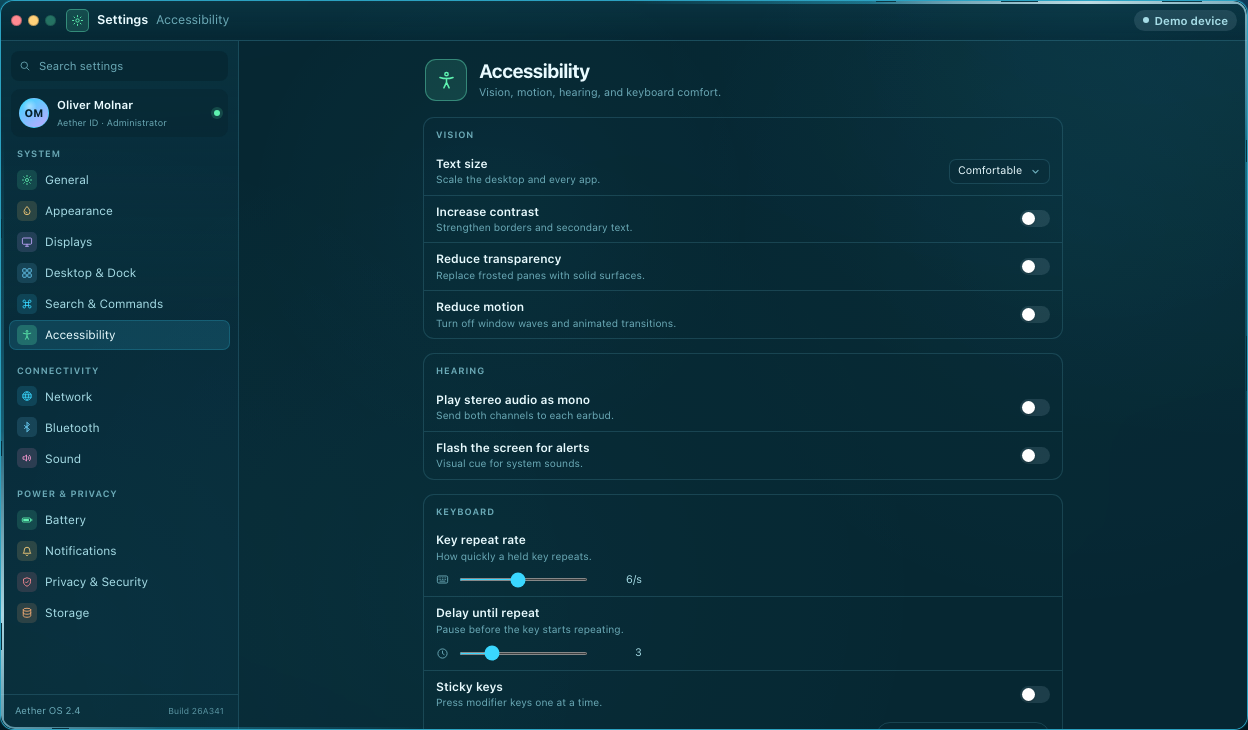 Settings Accessibility
Demo device
Search settings
OM
Oliver Molnar
Aether ID · Administrator
SYSTEM
General
Appearance
Displays
Desktop & Dock
Search & Commands
Accessibility
CONNECTIVITY
Network
Bluetooth
Sound
POWER & PRIVACY
Battery
Notifications
Privacy & Security
Storage
Aether OS 2.4
Build 26A341
Accessibility
Vision, motion, hearing, and keyboard comfort.
VISION
Text size
Scale the desktop and every app.
Comfortable
Increase contrast
Strengthen borders and secondary text.
Reduce transparency
Replace frosted panes with solid surfaces.
Reduce motion
Turn off window waves and animated transitions.
HEARING
Play stereo audio as mono
Send both channels to each earbud.
Flash the screen for alerts
Visual cue for system sounds.
KEYBOARD
Key repeat rate
How quickly a held key repeats.
6/s
Delay until repeat
Pause before the key starts repeating.
3
Sticky keys
Press modifier keys one at a time.